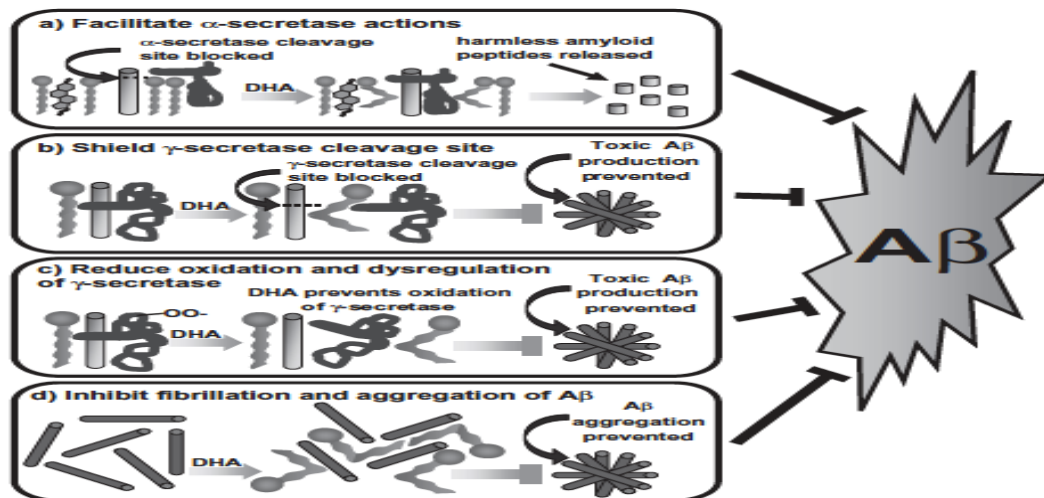 a) Facilitate α-secretase actions
α-secretase cleavage
site blocked
harmless amyloid
peptides released
DHA
b) Shield γ-secretase cleavage site
γ-secretase cleavage
site blocked
Toxic Aβ
production
prevented
DHA
c) Reduce oxidation and dysregulation
of γ-secretase
DHA prevents oxidation
of γ-secretase
Toxic Aβ
production
prevented
-OO-
DHA
d) Inhibit fibrillation and aggregation of Aβ
Aβ
aggregation
prevented
DHA
Aβ